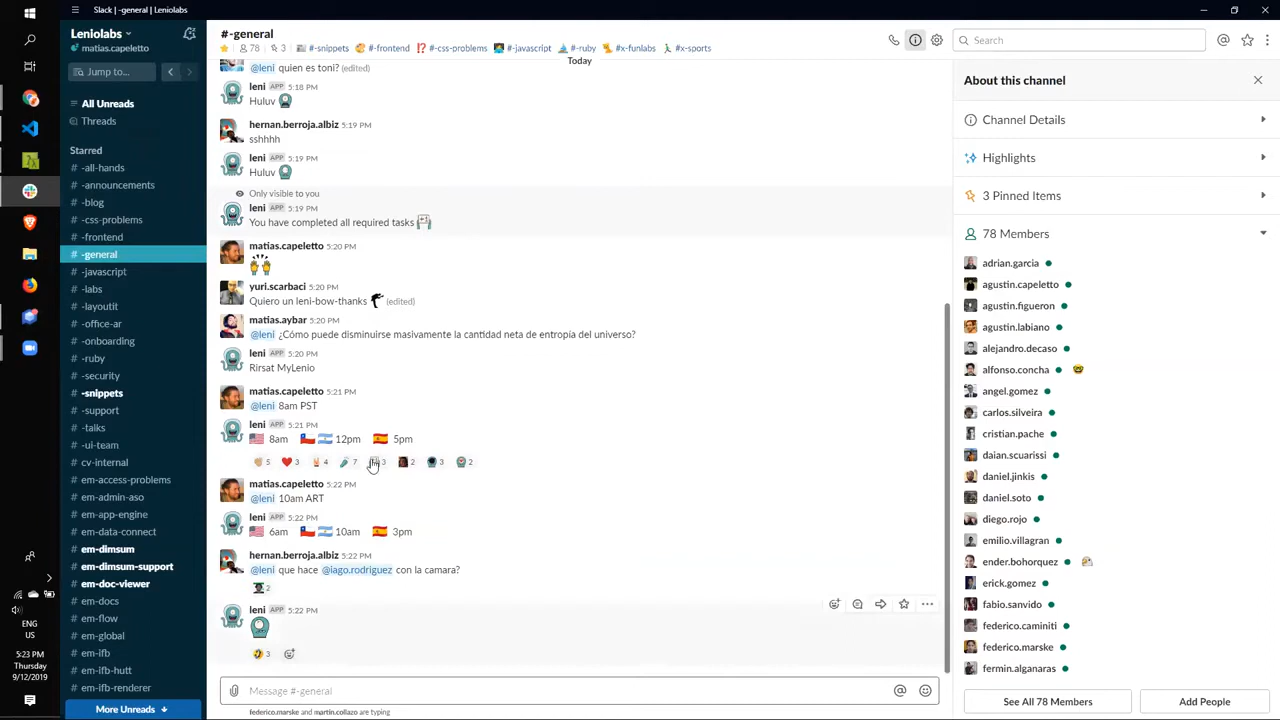 Slack | -general | Leniolabs
Leniolabs
matias.capeletto
Jump to...
All Unreads
Threads
Starred
# -all-hands
# -announcements
# -blog
# -css-problems
# -frontend
# -general
# -javascript
# -labs
# -layoutit
# -office-ar
# -onboarding
# -ruby
# -security
# -snippets
# -support
# -talks
# -ui-team
# cv-internal
# em-access-problems
# em-admin-aso
# em-app-engine
# em-data-connect
# em-dimsum
# em-dimsum-support
# em-doc-viewer
# em-docs
# em-flow
# em-global
# em-ifb
# em-ifb-hutt
# em-ifb-renderer
More Unreads
ENG
US
5:23 PM
Thursday
9/12/2019
#-general
78 3 #-snippets #-frontend #-css-problems #-javascript #-ruby #x-funlabs #x-sports
Search
Today
@leni quien es toni? (edited)
leni APP 5:18 PM
Huluv
hernan.berroja.albiz 5:19 PM
sshhhh
leni APP 5:19 PM
Huluv
Only visible to you
leni APP 5:19 PM
You have completed all required tasks
matias.capeletto 5:20 PM
yuri.scarbaci 5:20 PM
Quiero un leni-bow-thanks (edited)
matias.aybar 5:20 PM
@leni ¿Cómo puede disminuirse masivamente la cantidad neta de entropía del universo?
leni APP 5:20 PM
Rirsat MyLenio
matias.capeletto 5:21 PM
@leni 8am PST
leni APP 5:21 PM
8am 12pm 5pm
5 3 4 7 3 2 3 2
matias.capeletto 5:22 PM
@leni 10am ART
leni APP 5:22 PM
6am 10am 3pm
hernan.berroja.albiz 5:22 PM
@leni que hace @iago.rodriguez con la camara?
2
leni APP 5:22 PM
3
Message #-general
federico.marske and martin.collazo are typing
About this channel
Channel Details
Highlights
3 Pinned Items
78 Members
adrian.garcia
agustin.capeletto
agustin.figueron
agustin.labiano
alejandro.decaso
alfonso.concha
angel.gomez
carlos.silveira
cristian.pache
daian.scuarissi
daniel.jinkis
daniel.soto
diego.rojo
emilio.villagran
ender.bohorquez
erick.gomez
fabio.sanvido
federico.caminiti
federico.marske
fermin.alganaras
See All 78 Members
Add People